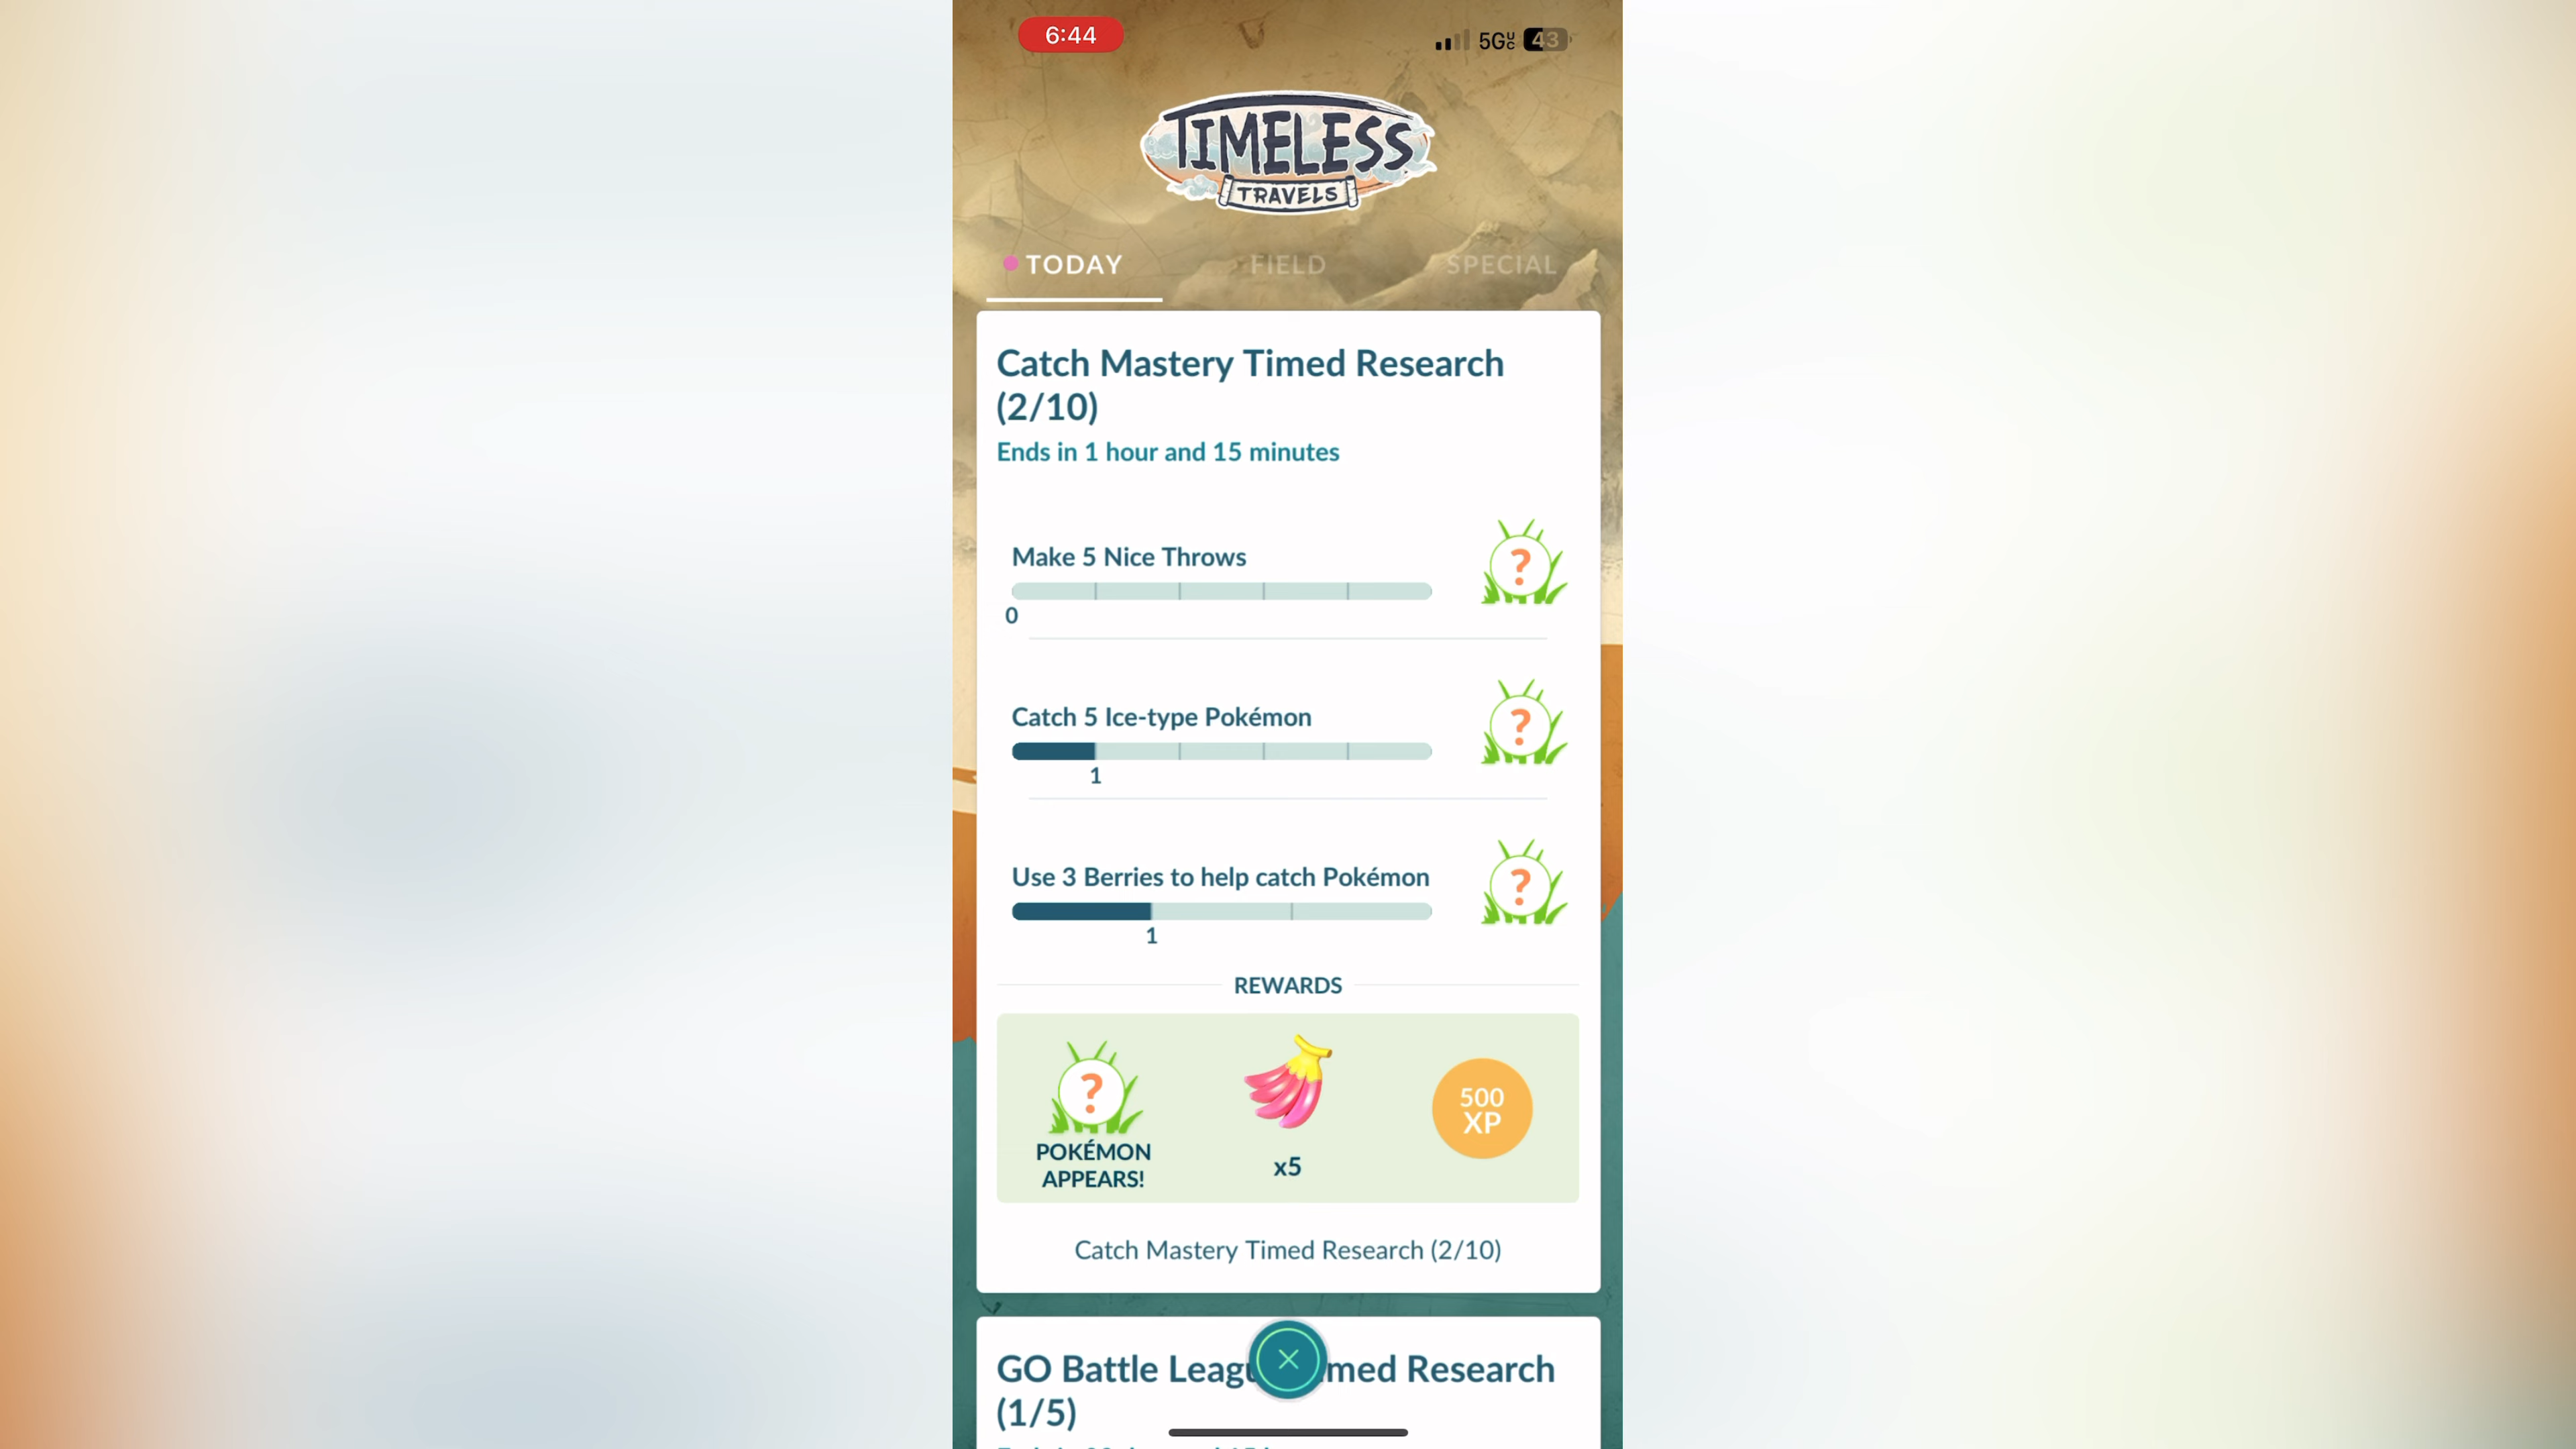 6:44
5G
43
TIMELESS
TRAVELS
TODAY
FIELD
SPECIAL
Catch Mastery Timed Research
(2/10)
Ends in 1 hour and 15 minutes
Make 5 Nice Throws
?
0
Catch 5 Ice-type Pokémon
?
1
Use 3 Berries to help catch Pokémon
?
1
REWARDS
?
POKÉMON
APPEARS!
x5
500
XP
Catch Mastery Timed Research (2/10)
GO Battle Research
(1/5)